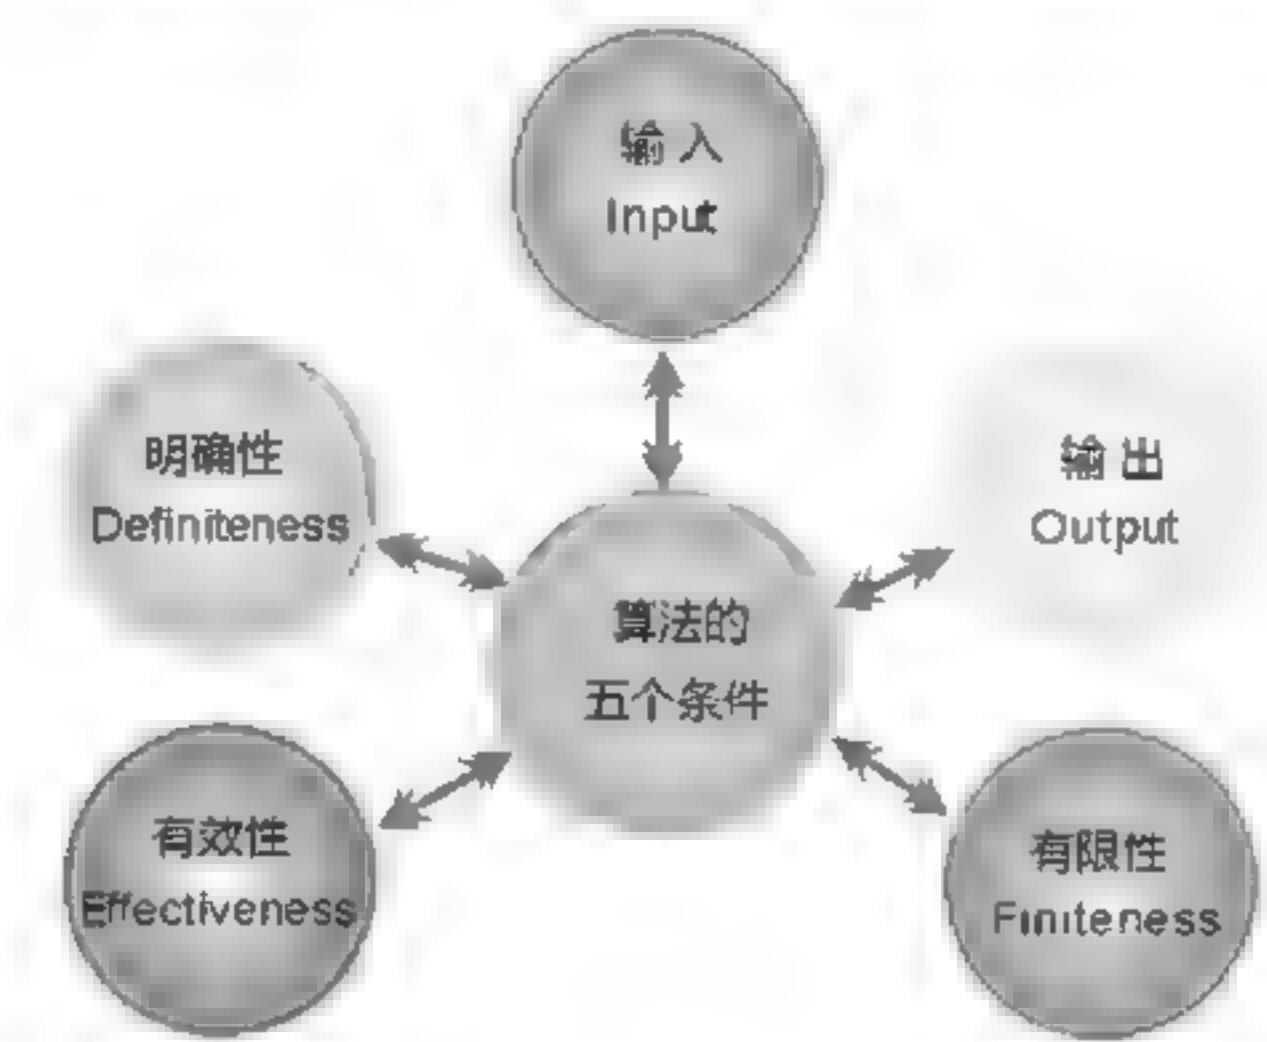 输入
Input
明确性
Definiteness
输出
Output
算法的
五个条件
有效性
Effectiveness
有限性
Finiteness